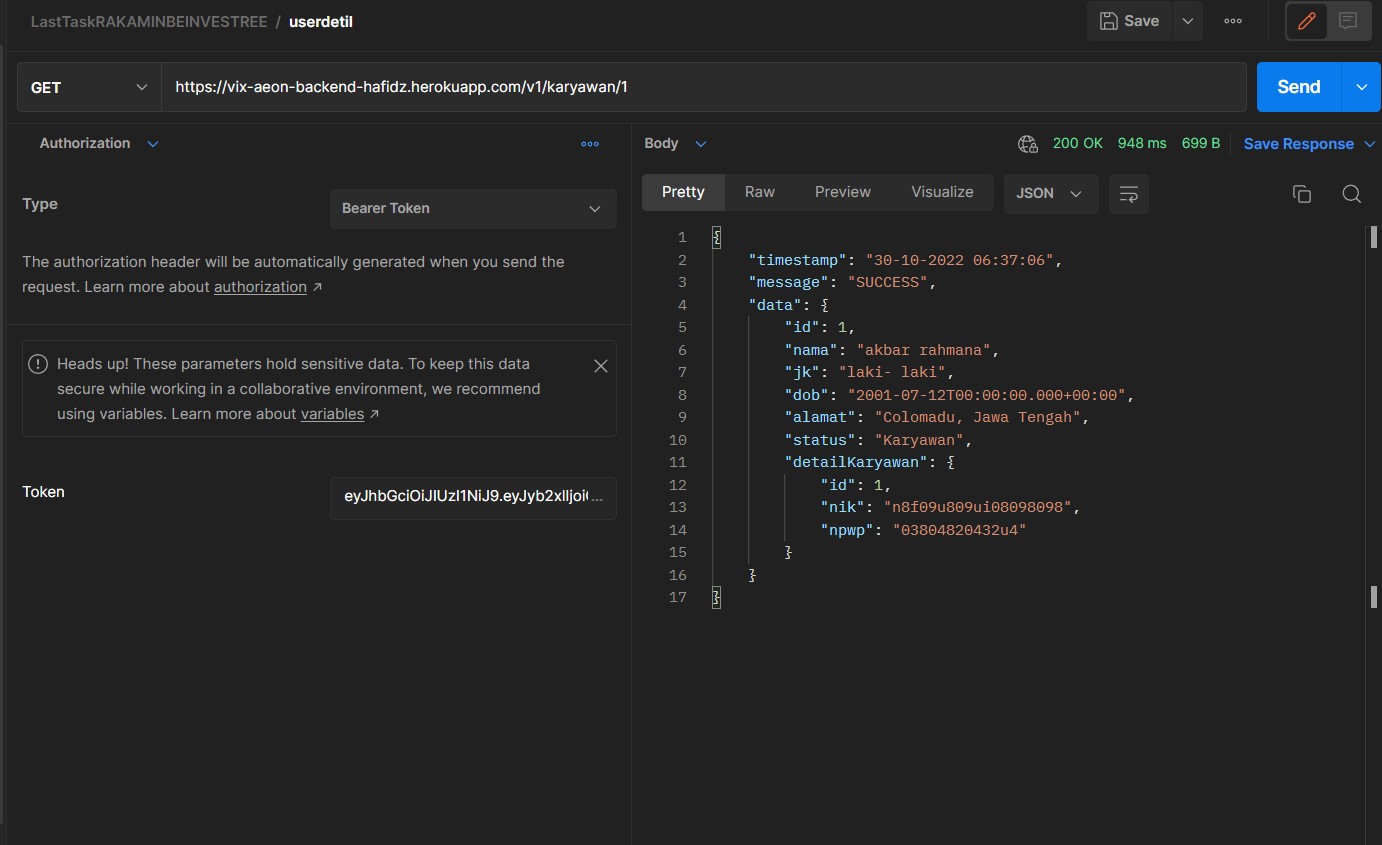 LastTaskRAKAMINBEINVESTREE / userdetil
Save
GET
https://vix-aeon-backend-hafidz.herokuapp.com/v1/karyawan/1
Send
Authorization
Type
Bearer Token
The authorization header will be automatically generated when you send the
request. Learn more about authorization ↗
Heads up! These parameters hold sensitive data. To keep this data
secure while working in a collaborative environment, we recommend
using variables. Learn more about variables ↗
Token
eyJhbGciOiJIUzI1NiJ9.eyJyb2xlIjoi...
Body
200 OK 948 ms 699 B Save Response
Pretty Raw Preview Visualize JSON
1 {
2 "timestamp": "30-10-2022 06:37:06",
3 "message": "SUCCESS",
4 "data": {
5 "id": 1,
6 "nama": "akbar rahmana",
7 "jk": "laki- laki",
8 "dob": "2001-07-12T00:00:00.000+00:00",
9 "alamat": "Colomadu, Jawa Tengah",
10 "status": "Karyawan",
11 "detailKaryawan": {
12 "id": 1,
13 "nik": "n8f09u809ui08098098",
14 "npwp": "03804820432u4"
15 }
16 }
17 }